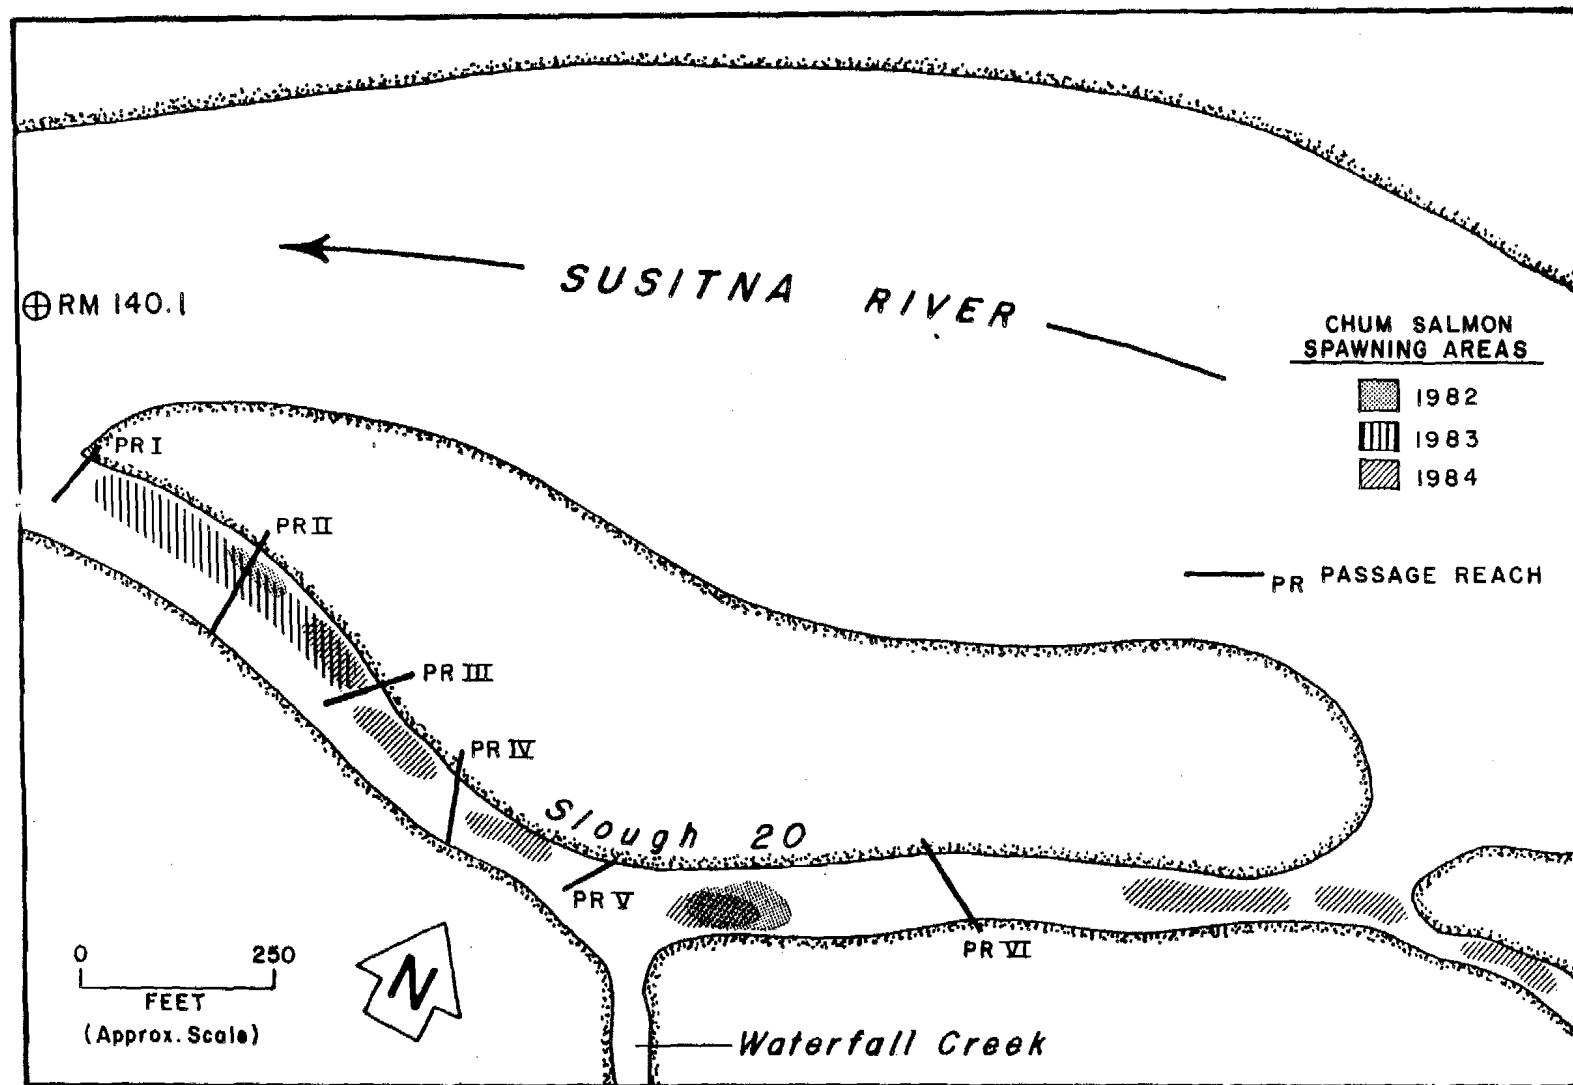 SUSITNA RIVER
RM 140.1
CHUM SALMON
SPAWNING AREAS
1982
1983
1984
PR I
PR II
PR PASSAGE REACH
PR III
PR IV
Slough 20
PR V
PR VI
0 250
FEET
(Approx. Scale)
N
Waterfall Creek